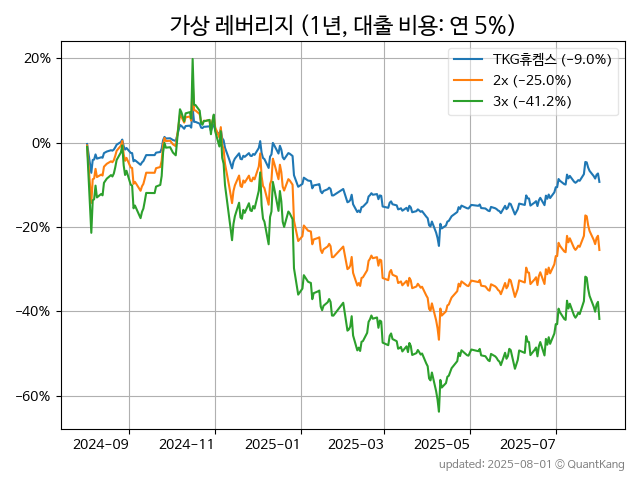 가상 레버리지 (1년, 대출 비용: 연 5%)
TKG휴켐스 (−9.0%)
2x (−25.0%)
3x (−41.2%)
20%
0%
−20%
−40%
−60%
2024-09
2024-11
2025-01
2025-03
2025-05
2025-07
updated: 2025-08-01 © QuantKang